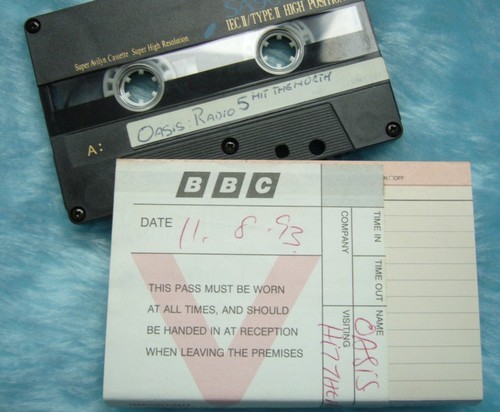 IEC II/TYPE II HIGH POSITION
Super Avilyn Cassette Super High Resolution
A:
OASIS: RADIO 5 HIT THE NORTH
BBC
DATE 11. 8. 93
THIS PASS MUST BE WORN
AT ALL TIMES, AND SHOULD
BE HANDED IN AT RECEPTION
WHEN LEAVING THE PREMISES
V
TIME IN
TIME OUT
COMPANY
NAME OASIS
VISITING HIT THE
OFF